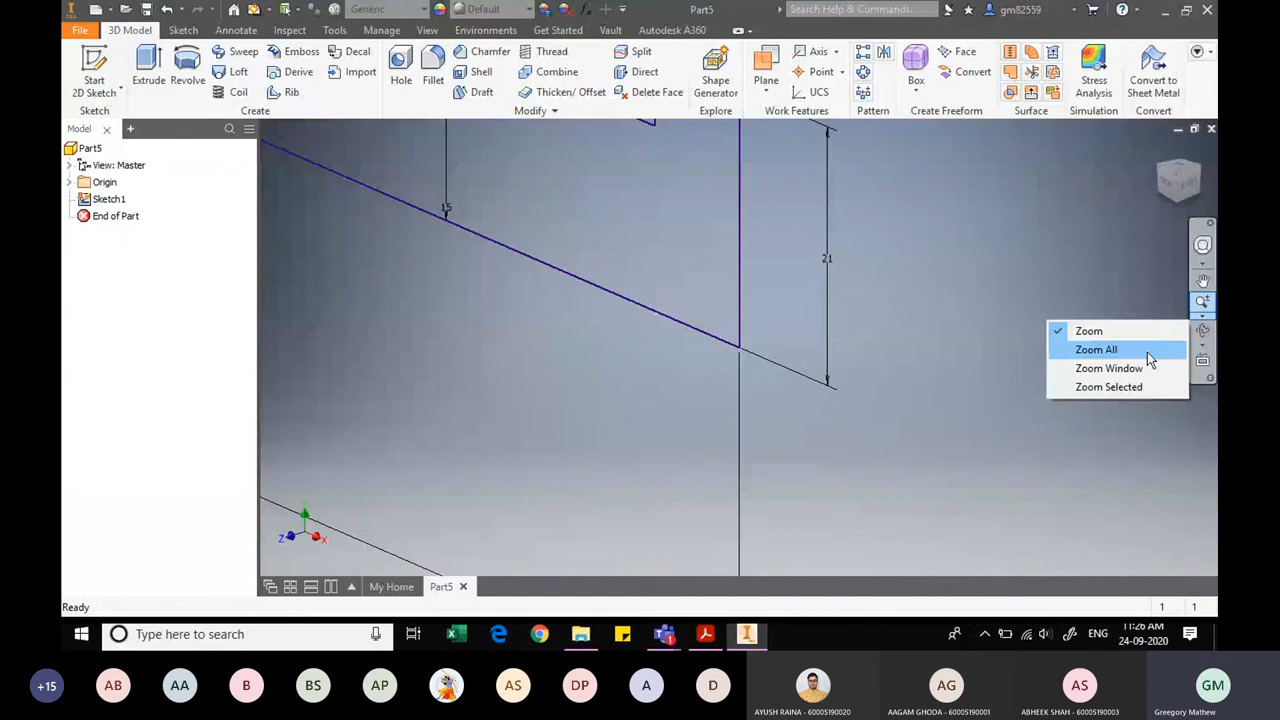 PRO
Generic
Default
Part5
Search Help & Commands...
gm82559
File
3D Model
Sketch
Annotate
Inspect
Tools
Manage
View
Environments
Get Started
Vault
Autodesk A360
Start
2D Sketch
Extrude
Revolve
Sweep
Emboss
Decal
Loft
Derive
Import
Coil
Rib
Hole
Fillet
Chamfer
Thread
Split
Shell
Combine
Direct
Draft
Thicken/ Offset
Delete Face
Shape
Generator
Plane
Axis
Point
UCS
Box
Face
Convert
Stress
Analysis
Convert to
Sheet Metal
Sketch
Create
Modify
Explore
Work Features
Pattern
Create Freeform
Surface
Simulation
Convert
Model
Part5
View: Master
Origin
Sketch1
End of Part
15
21
Zoom
Zoom All
Zoom Window
Zoom Selected
Y
Z
X
My Home
Part5
Ready
1
1
Type here to search
ENG
11:26 AM
24-09-2020
+15
AB
AA
B
BS
AP
AS
DP
A
D
AG
AS
GM
AYUSH RAINA - 60005190020
AAGAM GHODA - 60005190001
ABHEEK SHAH - 60005190003
Greegory Mathew